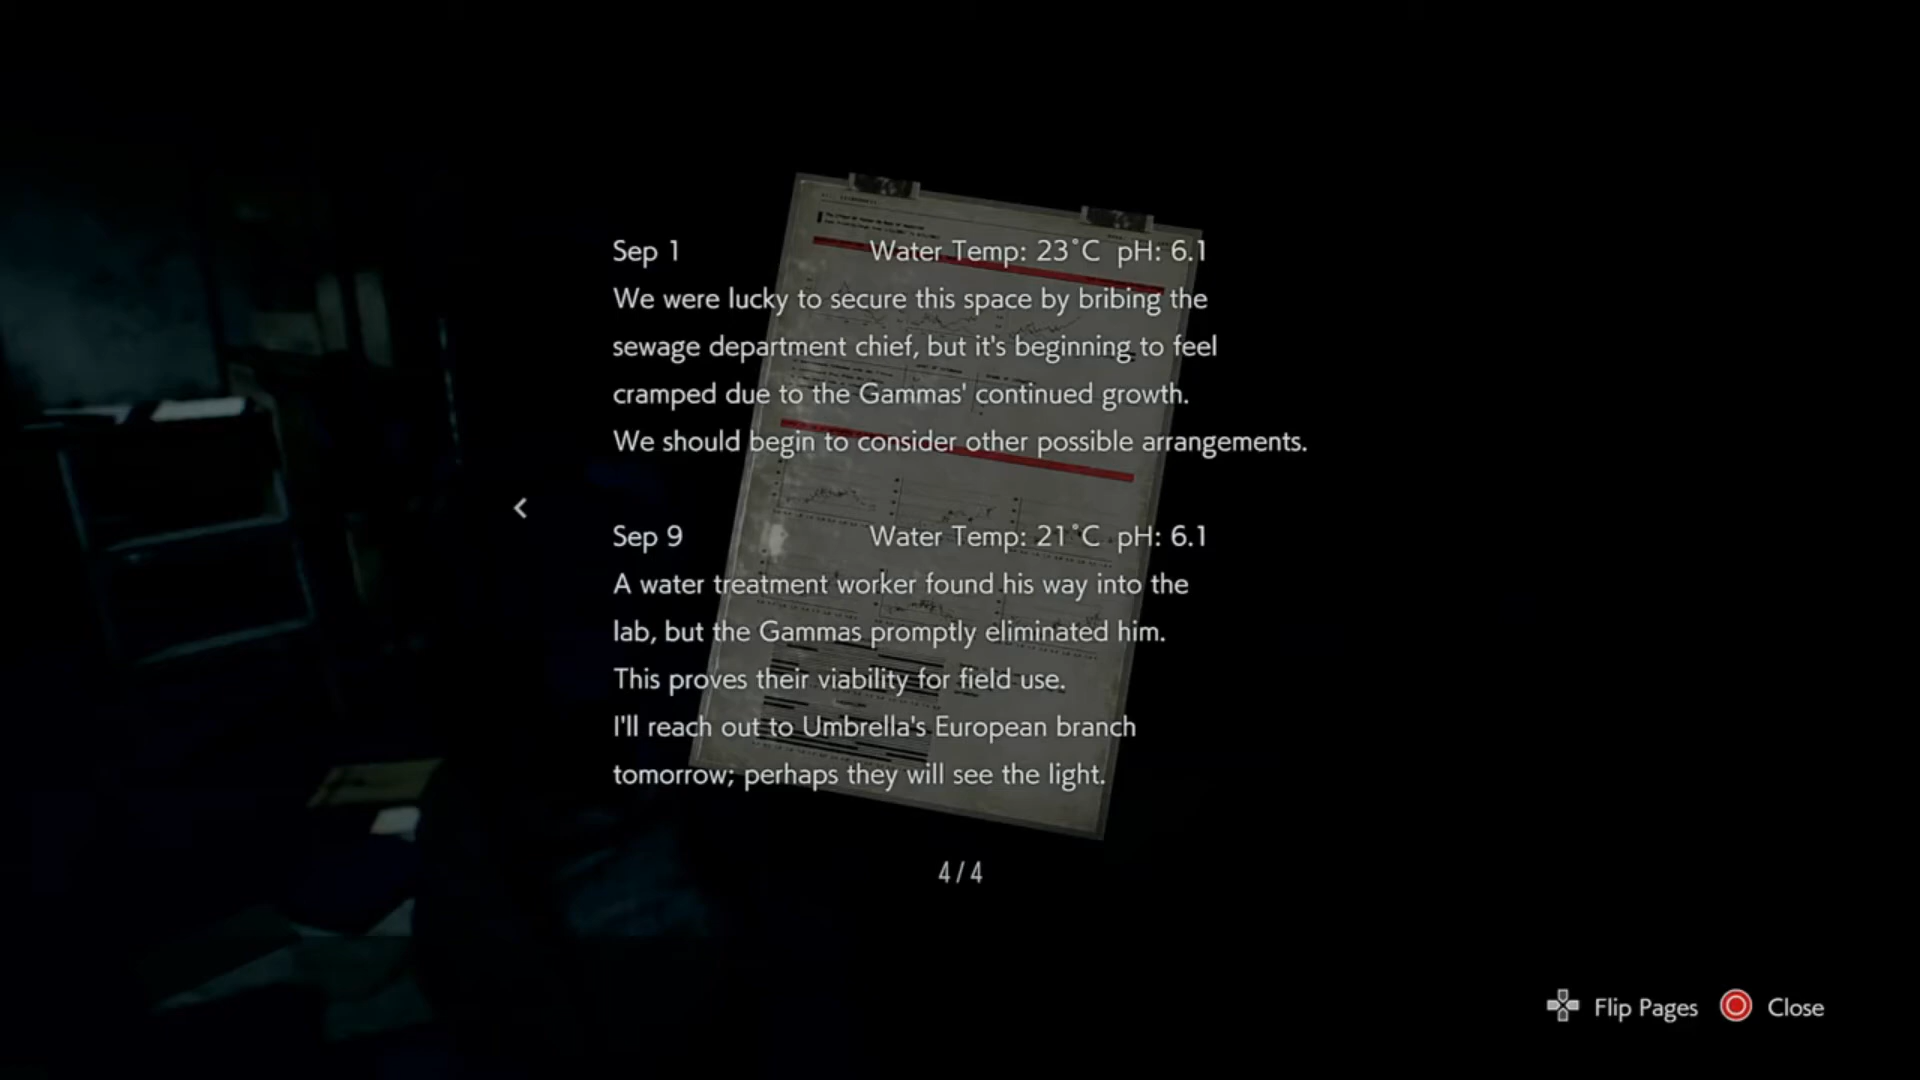 Sep 1 Water Temp: 23˚C pH: 6.1
We were lucky to secure this space by bribing the
sewage department chief, but it's beginning to feel
cramped due to the Gammas' continued growth.
We should begin to consider other possible arrangements.
Sep 9 Water Temp: 21˚C pH: 6.1
A water treatment worker found his way into the
lab, but the Gammas promptly eliminated him.
This proves their viability for field use.
I'll reach out to Umbrella's European branch
tomorrow; perhaps they will see the light.
4 / 4
Flip Pages Close